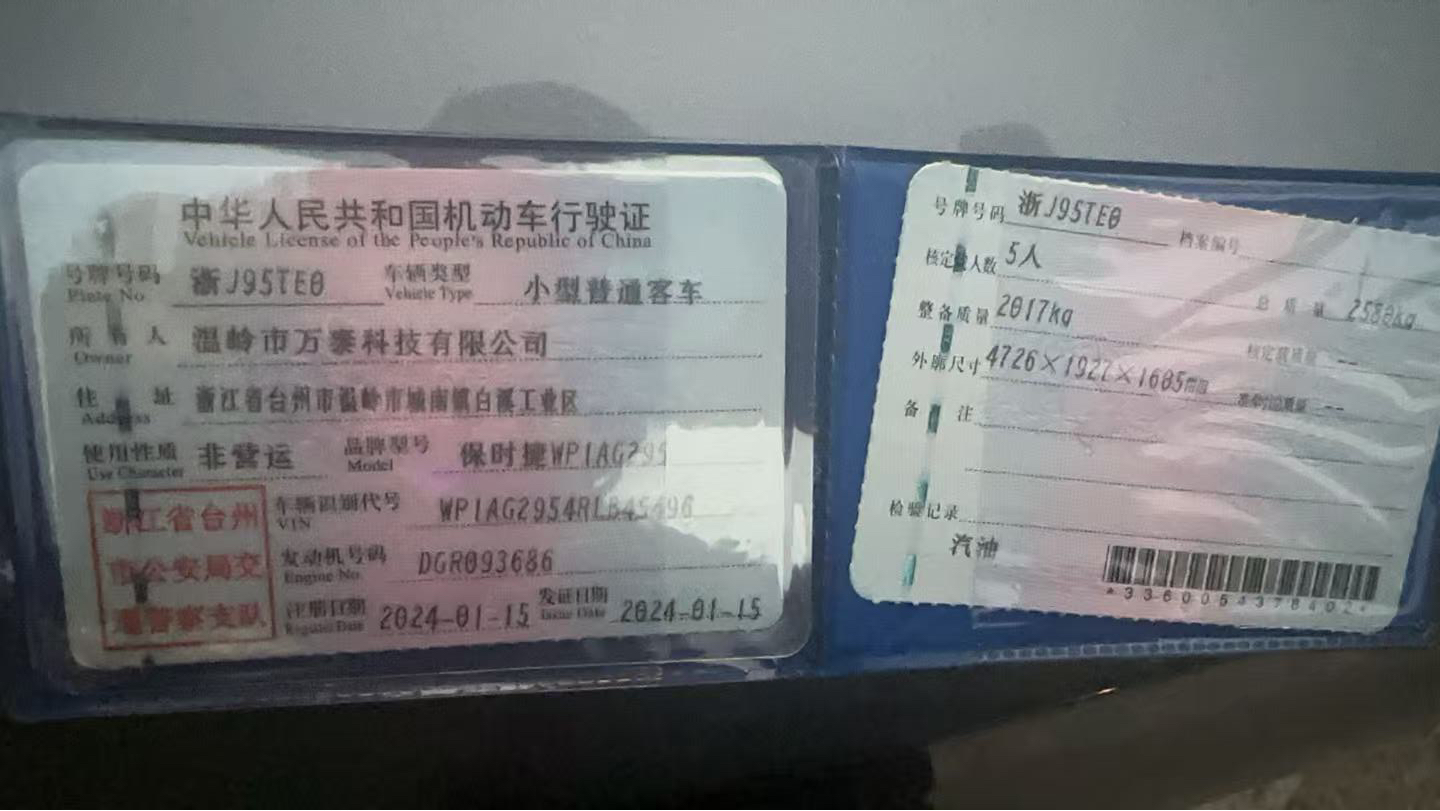 中华人民共和国机动车行驶证
Vehicle License of the People's Republic of China
号牌号码 浙J95TE0 车辆类型 小型普通客车
Plate No Vehicle Type
所有人 温岭市万泰科技有限公司
Owner
住址 浙江省台州市温岭市城南镇白溪工业区
Address
使用性质 非营运 品牌型号 保时捷WP1AG295
Use Character Model
浙江省台州
市公安局交
通警察支队
车辆识别代号 WP1AG2954RLB45496
VIN
发动机号码 DGR093686
Engine No.
注册日期 2024-01-15 发证日期 2024-01-15
Register Date Issue Date
号牌号码 浙J95TE0 档案编号
核定载人数 5人
整备质量 2017kg 总质量 2580kg
外廓尺寸 4726×1927×1605mm 核定载质量 --
准牵引总质量 --
备注
检验记录
汽油